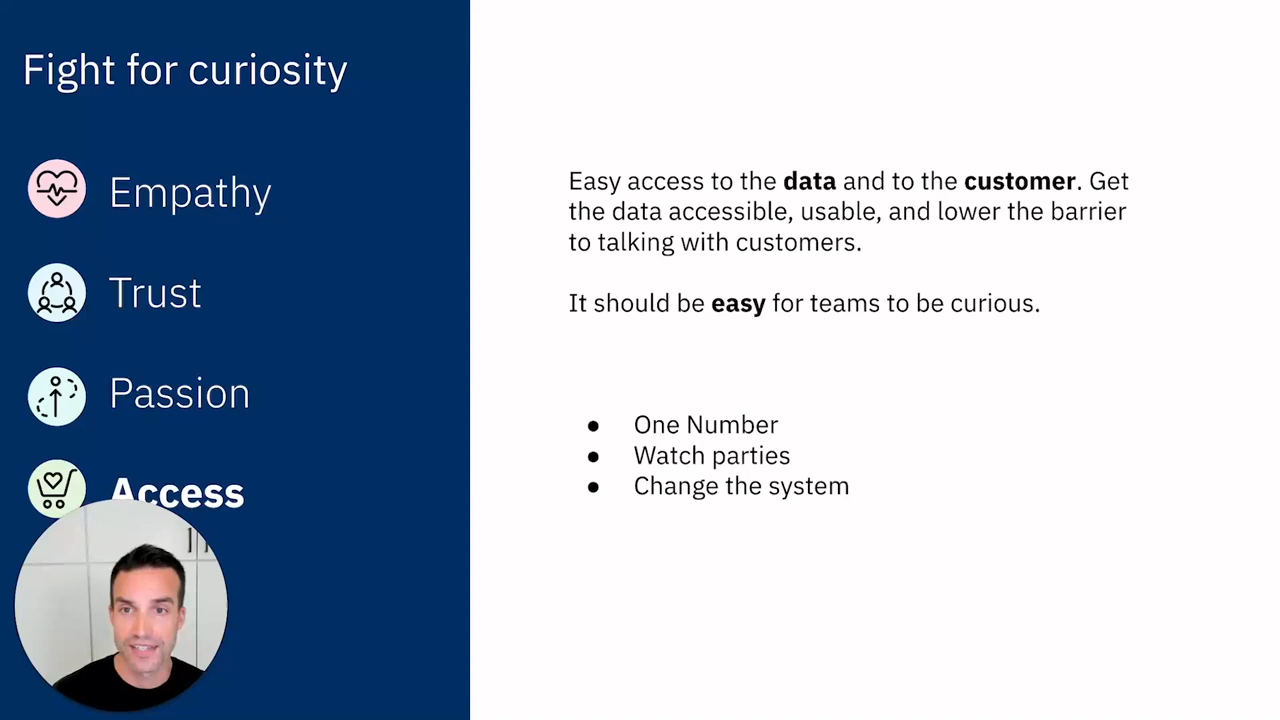 Fight for curiosity
Empathy
Trust
Passion
Access
Easy access to the data and to the customer. Get
the data accessible, usable, and lower the barrier
to talking with customers.
It should be easy for teams to be curious.
● One Number
● Watch parties
● Change the system